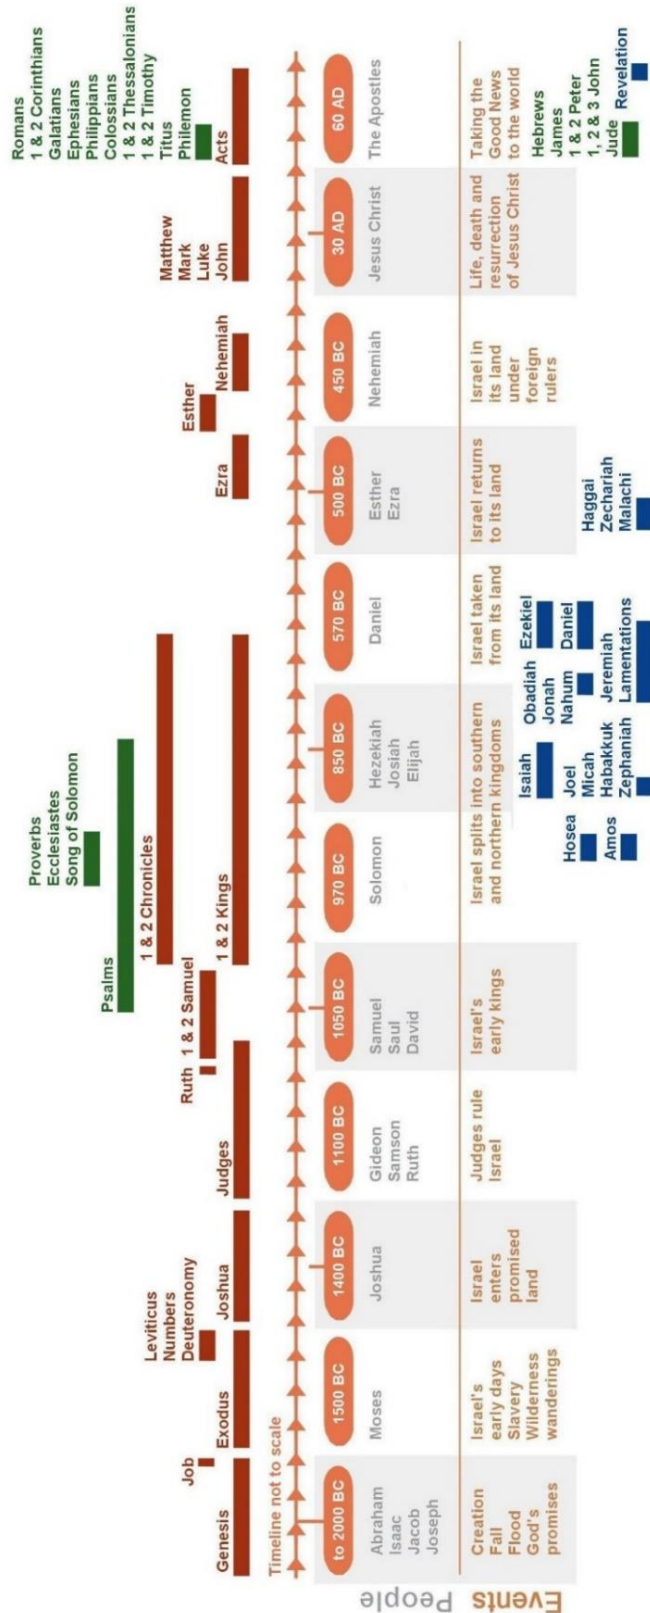 Genesis
Job
Exodus
Leviticus
Numbers
Deuteronomy
Joshua
Judges
Ruth
1 & 2 Samuel
Psalms
1 & 2 Chronicles
1 & 2 Kings
Proverbs
Ecclesiastes
Song of Solomon
Ezra
Esther
Nehemiah
Matthew
Mark
Luke
John
Romans
1 & 2 Corinthians
Galatians
Ephesians
Philippians
Colossians
1 & 2 Thessalonians
1 & 2 Timothy
Titus
Philemon
Acts
Timeline not to scale
to 2000 BC
1500 BC
1400 BC
1100 BC
1050 BC
970 BC
850 BC
570 BC
500 BC
450 BC
30 AD
60 AD
People
Abraham
Isaac
Jacob
Joseph
Moses
Joshua
Gideon
Samson
Ruth
Samuel
Saul
David
Solomon
Hezekiah
Josiah
Elijah
Daniel
Esther
Ezra
Nehemiah
Jesus Christ
The Apostles
Events
Creation
Fall
Flood
God's
promises
Israel's
early days
Slavery
Wilderness
wanderings
Israel
enters
promised
land
Judges rule
Israel
Israel's
early kings
Israel splits into southern
and northern kingdoms
Israel taken
from its land
Israel returns
to its land
Israel in
its land
under
foreign
rulers
Life, death and
resurrection
of Jesus Christ
Taking the
Good News
to the world
Hosea
Amos
Isaiah
Joel
Micah
Habakkuk
Zephaniah
Obadiah
Jonah
Nahum
Jeremiah
Lamentations
Ezekiel
Daniel
Haggai
Zechariah
Malachi
Hebrews
James
1 & 2 Peter
1, 2 & 3 John
Jude
Revelation